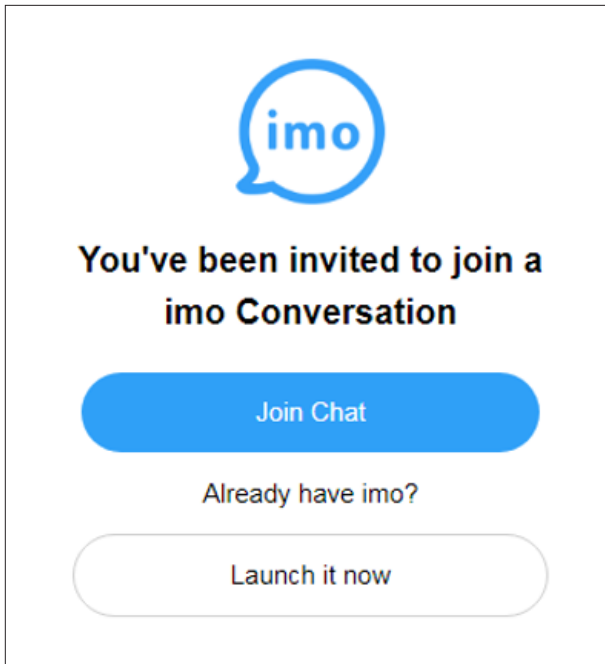 imo
You've been invited to join a
imo Conversation
Join Chat
Already have imo?
Launch it now